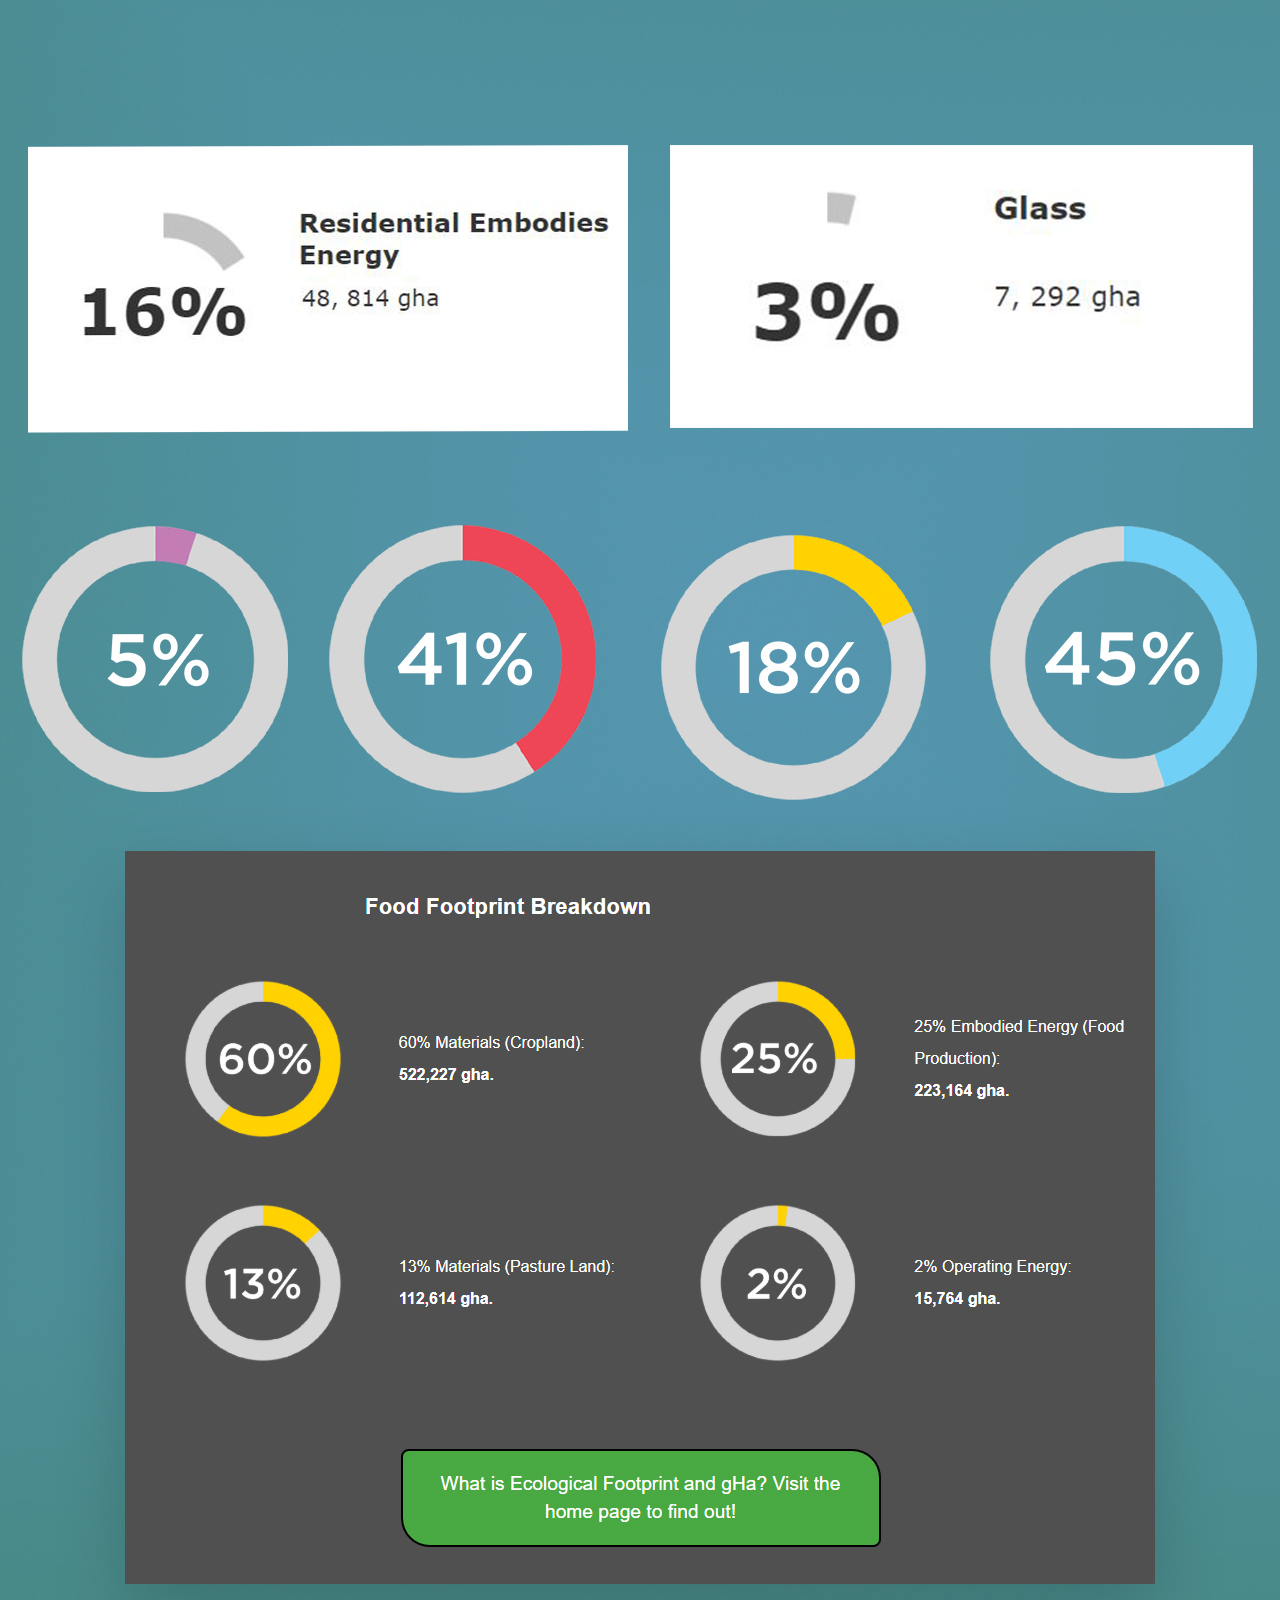 Residential Embodies
Energy
16%
48, 814 gha
Glass
3%
7, 292 gha
5%
41%
18%
45%
Food Footprint Breakdown
60%
60% Materials (Cropland):
522,227 gha.
25%
25% Embodied Energy (Food
Production):
223,164 gha.
13%
13% Materials (Pasture Land):
112,614 gha.
2%
2% Operating Energy:
15,764 gha.
What is Ecological Footprint and gHa? Visit the
home page to find out!